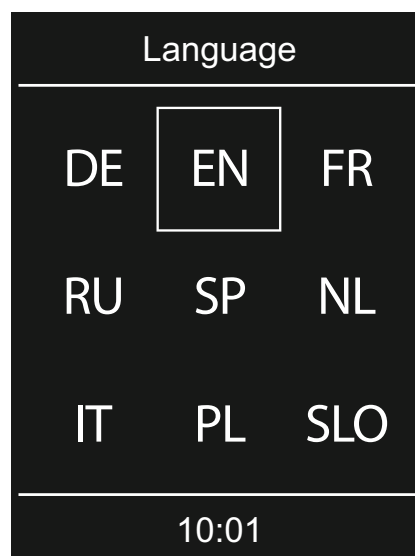 Language
DE EN FR
RU SP NL
IT PL SLO
10:01